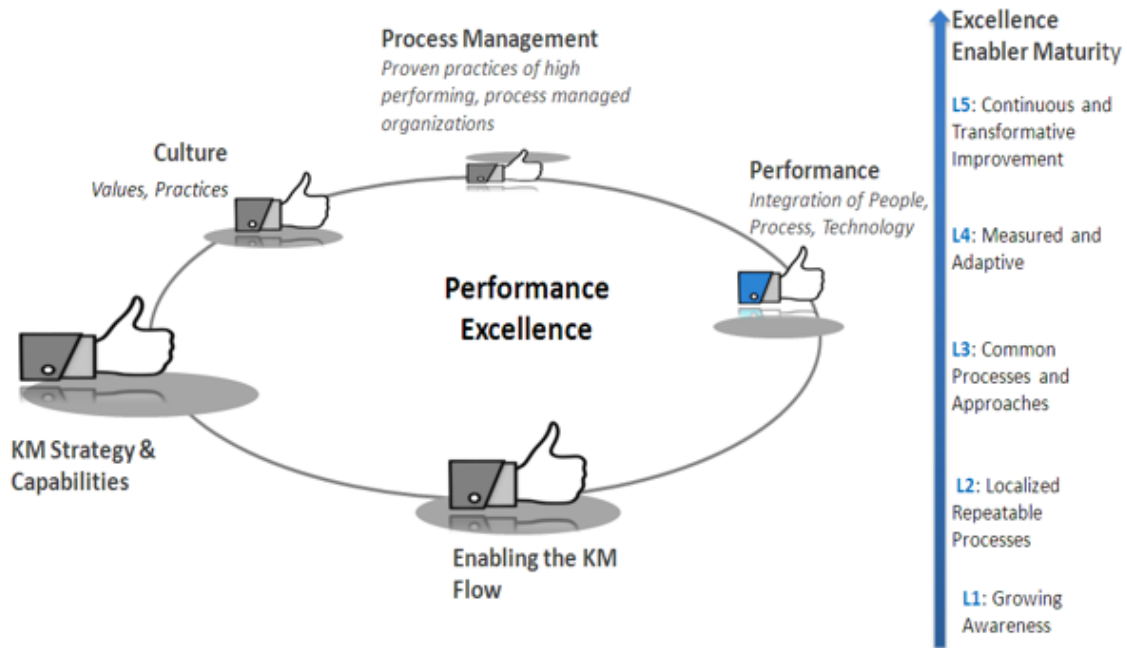 Process Management
Proven practices of high
performing, process managed
organizations
Culture
Values, Practices
Performance
Integration of People,
Process, Technology
Performance
Excellence
KM Strategy &
Capabilities
Enabling the KM
Flow
Excellence
Enabler Maturity
L5: Continuous and
Transformative
Improvement
L4: Measured and
Adaptive
L3: Common
Processes and
Approaches
L2: Localized
Repeatable
Processes
L1: Growing
Awareness